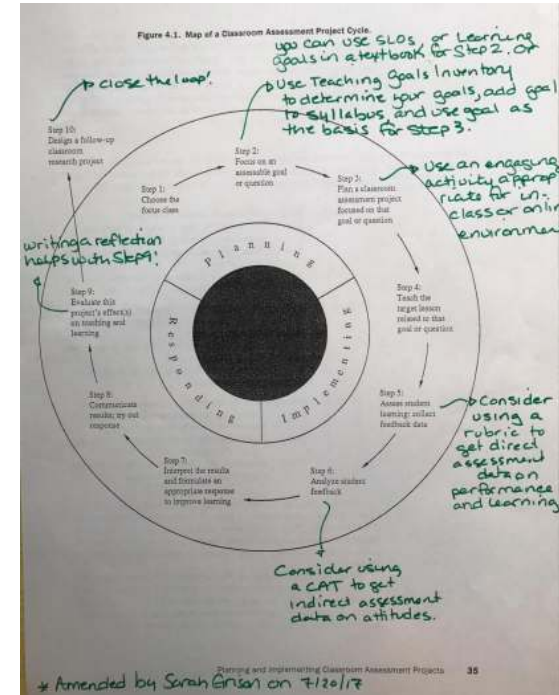 Figure 4.1. Map of a Classroom Assessment Project Cycle.
you can use SLOs, or Learning
goals in a textbook for Step 2. Or
Use Teaching Goals Inventory
to determine your goals, add goal
to syllabus, and use goal as
the basis for Step 3.
Close the loop!
Step 10:
Design a follow-up
classroom
research project
Step 1:
Choose the
focus class
Step 2:
Focus on an
assessable goal
or question
Step 3:
Plan a classroom
assessment project
focused on that
goal or question
Use an engaging
activity approp
riate for in-
class or onlin
environmen
writing a reflection
helps with Step 9!
Planning
Implementing
Responding
Step 4:
Teach the
target lesson
related to that
goal or question
Step 5:
Assess student
learning: collect
feedback data
Consider
using a
rubric to
get direct
assessment
data on
performance
and learning
Step 6:
Analyze student
feedback
Consider using
a CAT to get
indirect assessment
data on attitudes.
Step 7:
Interpret the results
and formulate an
appropriate response
to improve learning
Step 8:
Communicate
results; try out
response
Step 9:
Evaluate this
project's effect(s)
on teaching and
learning
Planning and Implementing Classroom Assessment Projects 35
* Amended by Sarah on 7/20/17